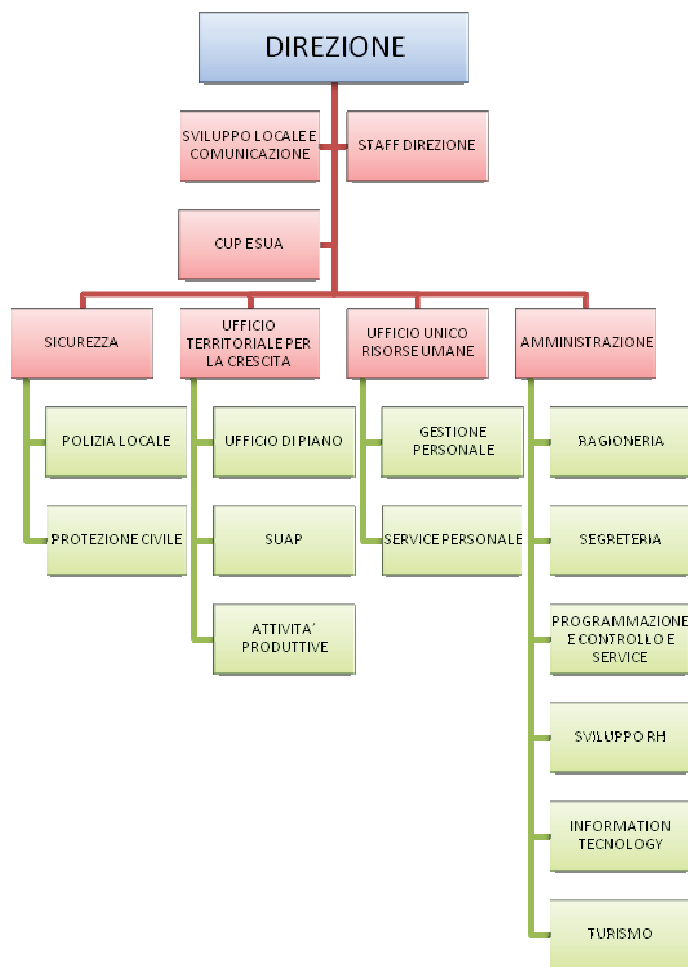 DIREZIONE
SVILUPPO LOCALE E
COMUNICAZIONE
STAFF DIREZIONE
CUP E SUA
SICUREZZA
UFFICIO
TERRITORIALE PER
LA CRESCITA
UFFICIO UNICO
RISORSE UMANE
AMMINISTRAZIONE
POLIZIA LOCALE
UFFICIO DI PIANO
GESTIONE
PERSONALE
RAGIONERIA
PROTEZIONE CIVILE
SUAP
SERVICE PERSONALE
SEGRETERIA
ATTIVITA´
PRODUTTIVE
PROGRAMMAZIONE
E CONTROLLO E
SERVICE
SVILUPPO RH
INFORMATION
TECNOLOGY
TURISMO